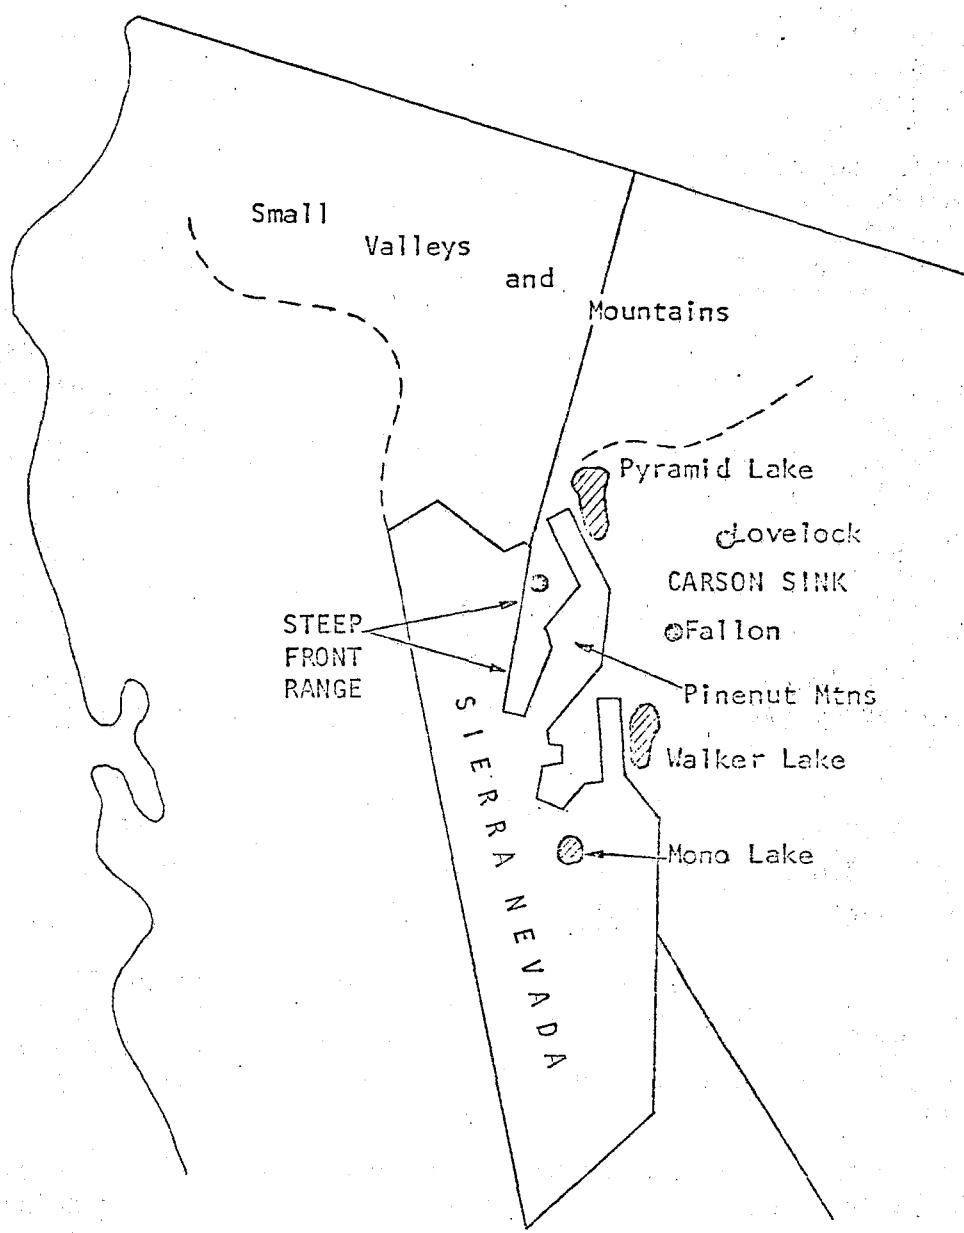 Small
Valleys
and
Mountains
Pyramid Lake
Lovelock
CARSON SINK
Fallon
STEEP
FRONT
RANGE
Pinenut Mtns
Walker Lake
Mono Lake
SIERRA NEVADA